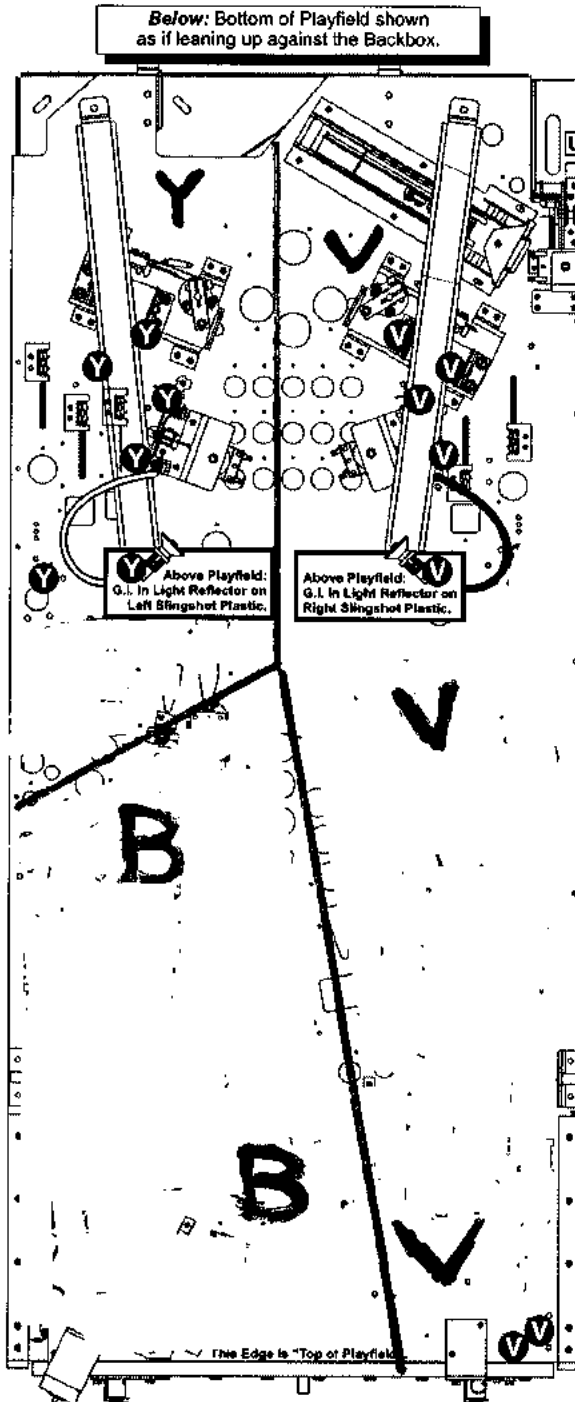 Below: Bottom of Playfield shown
as if leaning up against the Backbox.
Y
V
Y
V
Y
V
Y
V
Y
V
Y
V
Above Playfield:
G.I. in Light Reflector on
Left Slingshot Plastic.
Y
Y
Above Playfield:
G.I. in Light Reflector on
Right Slingshot Plastic.
V
V
B
B
V
V
V
This Edge is "Top of Playfield